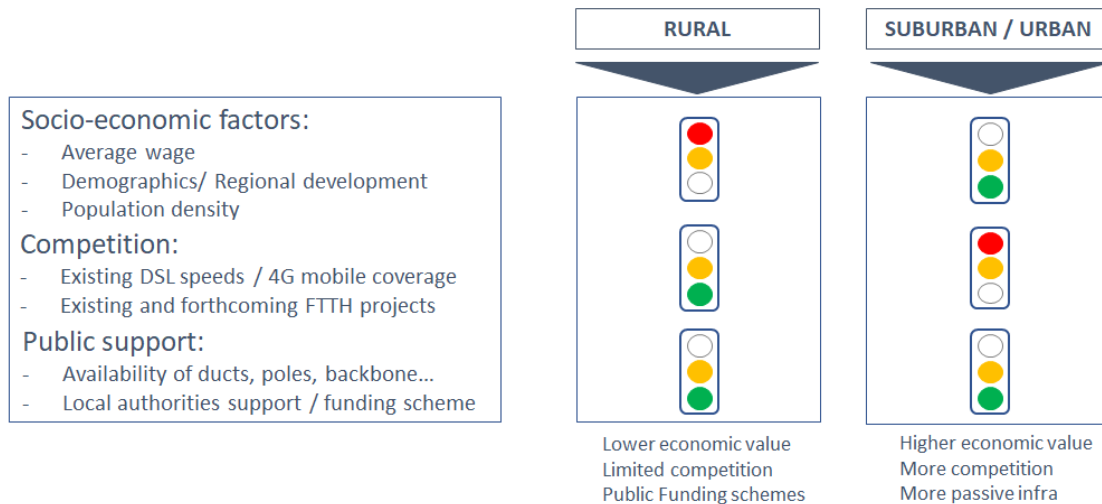 RURAL
SUBURBAN / URBAN
Socio-economic factors:
- Average wage
- Demographics/ Regional development
- Population density
Competition:
- Existing DSL speeds / 4G mobile coverage
- Existing and forthcoming FTTH projects
Public support:
- Availability of ducts, poles, backbone...
- Local authorities support / funding scheme
Lower economic value
Limited competition
Public Funding schemes
Higher economic value
More competition
More passive infra